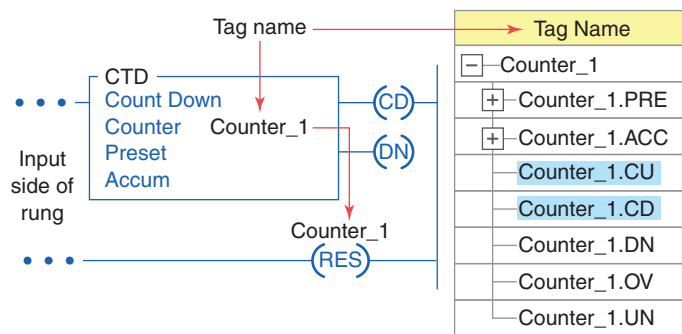 Tag name
CTD
Count Down
Counter Counter_1
Preset
Accum
CD
DN
Input
side of
rung
Counter_1
RES
Tag Name
Counter_1
Counter_1.PRE
Counter_1.ACC
Counter_1.CU
Counter_1.CD
Counter_1.DN
Counter_1.OV
Counter_1.UN